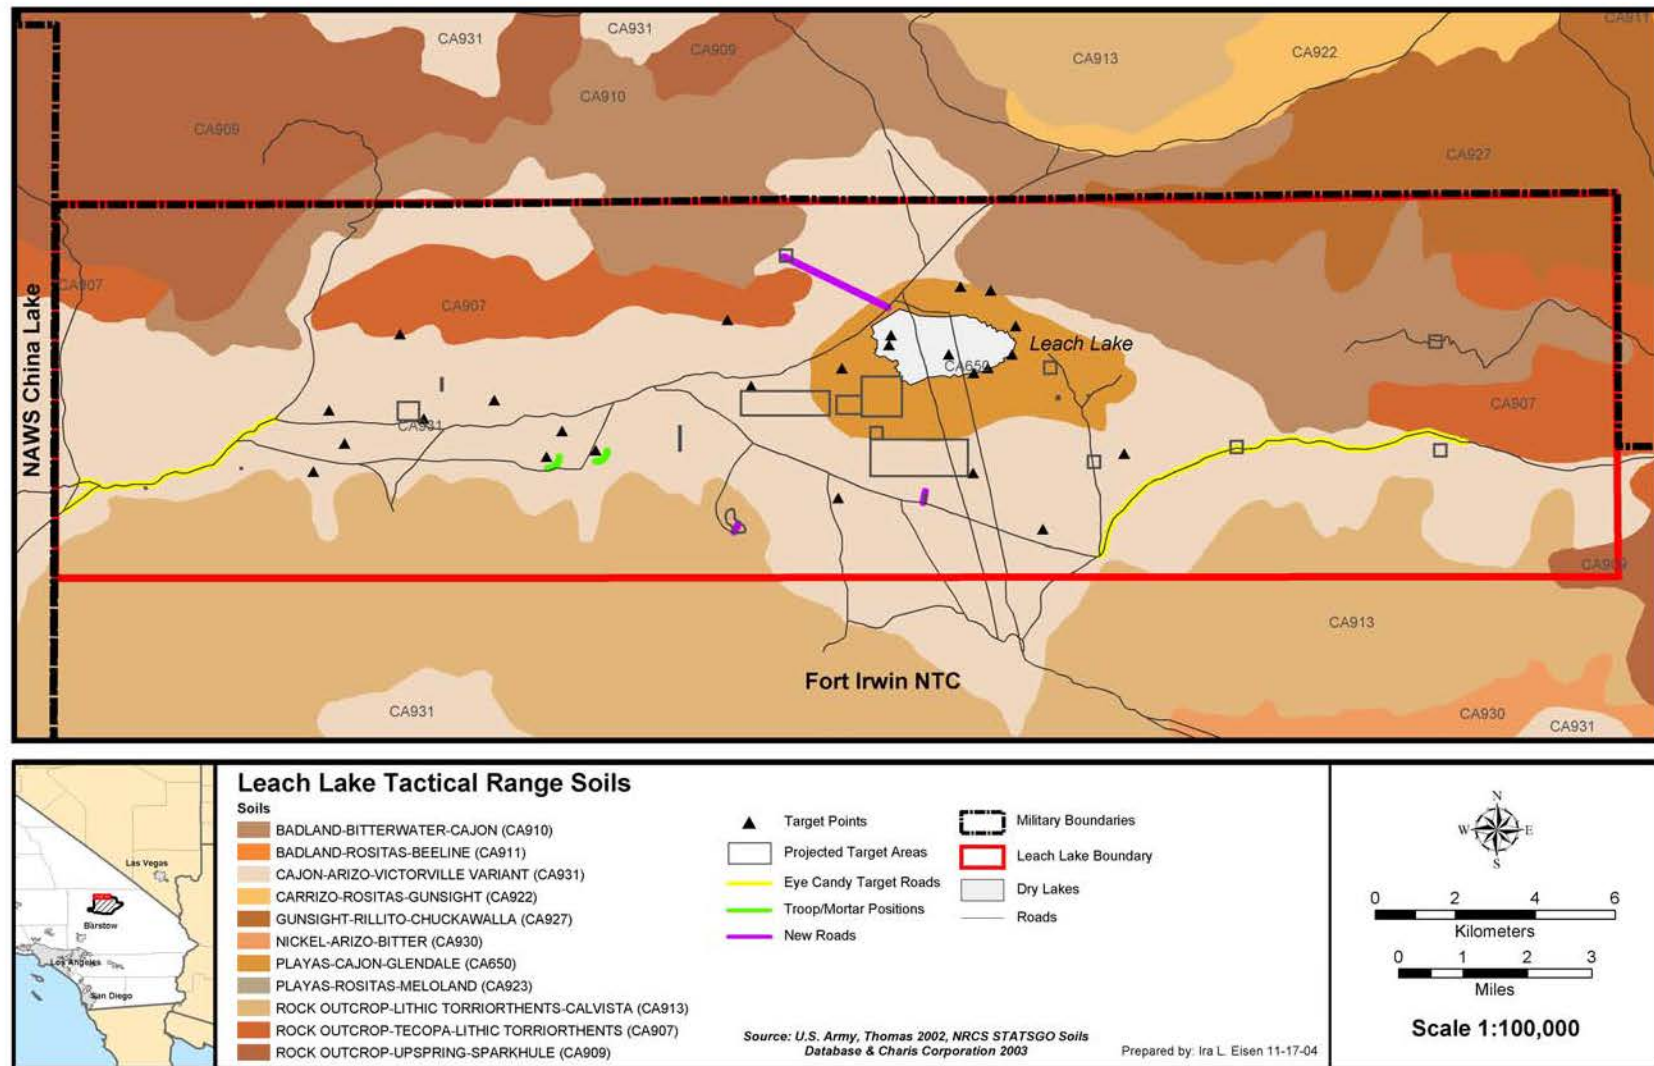 CA931
CA931
CA911
CA909
CA922
CA913
CA910
CA909
CA927
CA907
CA907
NAWS China Lake
Leach Lake
CA650
CA907
CA931
CA909
CA913
Fort Irwin NTC
CA931
CA930
CA931
Leach Lake Tactical Range Soils
Soils
BADLAND-BITTERWATER-CAJON (CA910)
BADLAND-ROSITAS-BEELINE (CA911)
CAJON-ARIZO-VICTORVILLE VARIANT (CA931)
CARRIZO-ROSITAS-GUNSIGHT (CA922)
GUNSIGHT-RILLITO-CHUCKAWALLA (CA927)
NICKEL-ARIZO-BITTER (CA930)
PLAYAS-CAJON-GLENDALE (CA650)
PLAYAS-ROSITAS-MELOLAND (CA923)
ROCK OUTCROP-LITHIC TORRIORTHENTS-CALVISTA (CA913)
ROCK OUTCROP-TECOPA-LITHIC TORRIORTHENTS (CA907)
ROCK OUTCROP-UPSPRING-SPARKHULE (CA909)
Target Points
Projected Target Areas
Eye Candy Target Roads
Troop/Mortar Positions
New Roads
Military Boundaries
Leach Lake Boundary
Dry Lakes
Roads
Source: U.S. Army, Thomas 2002, NRCS STATSGO Soils
Database & Charis Corporation 2003
Prepared by: Ira L. Eisen 11-17-04
Las Vegas
Barstow
Los Angeles
San Diego
N
W E
S
0 2 4 6
Kilometers
0 1 2 3
Miles
Scale 1:100,000